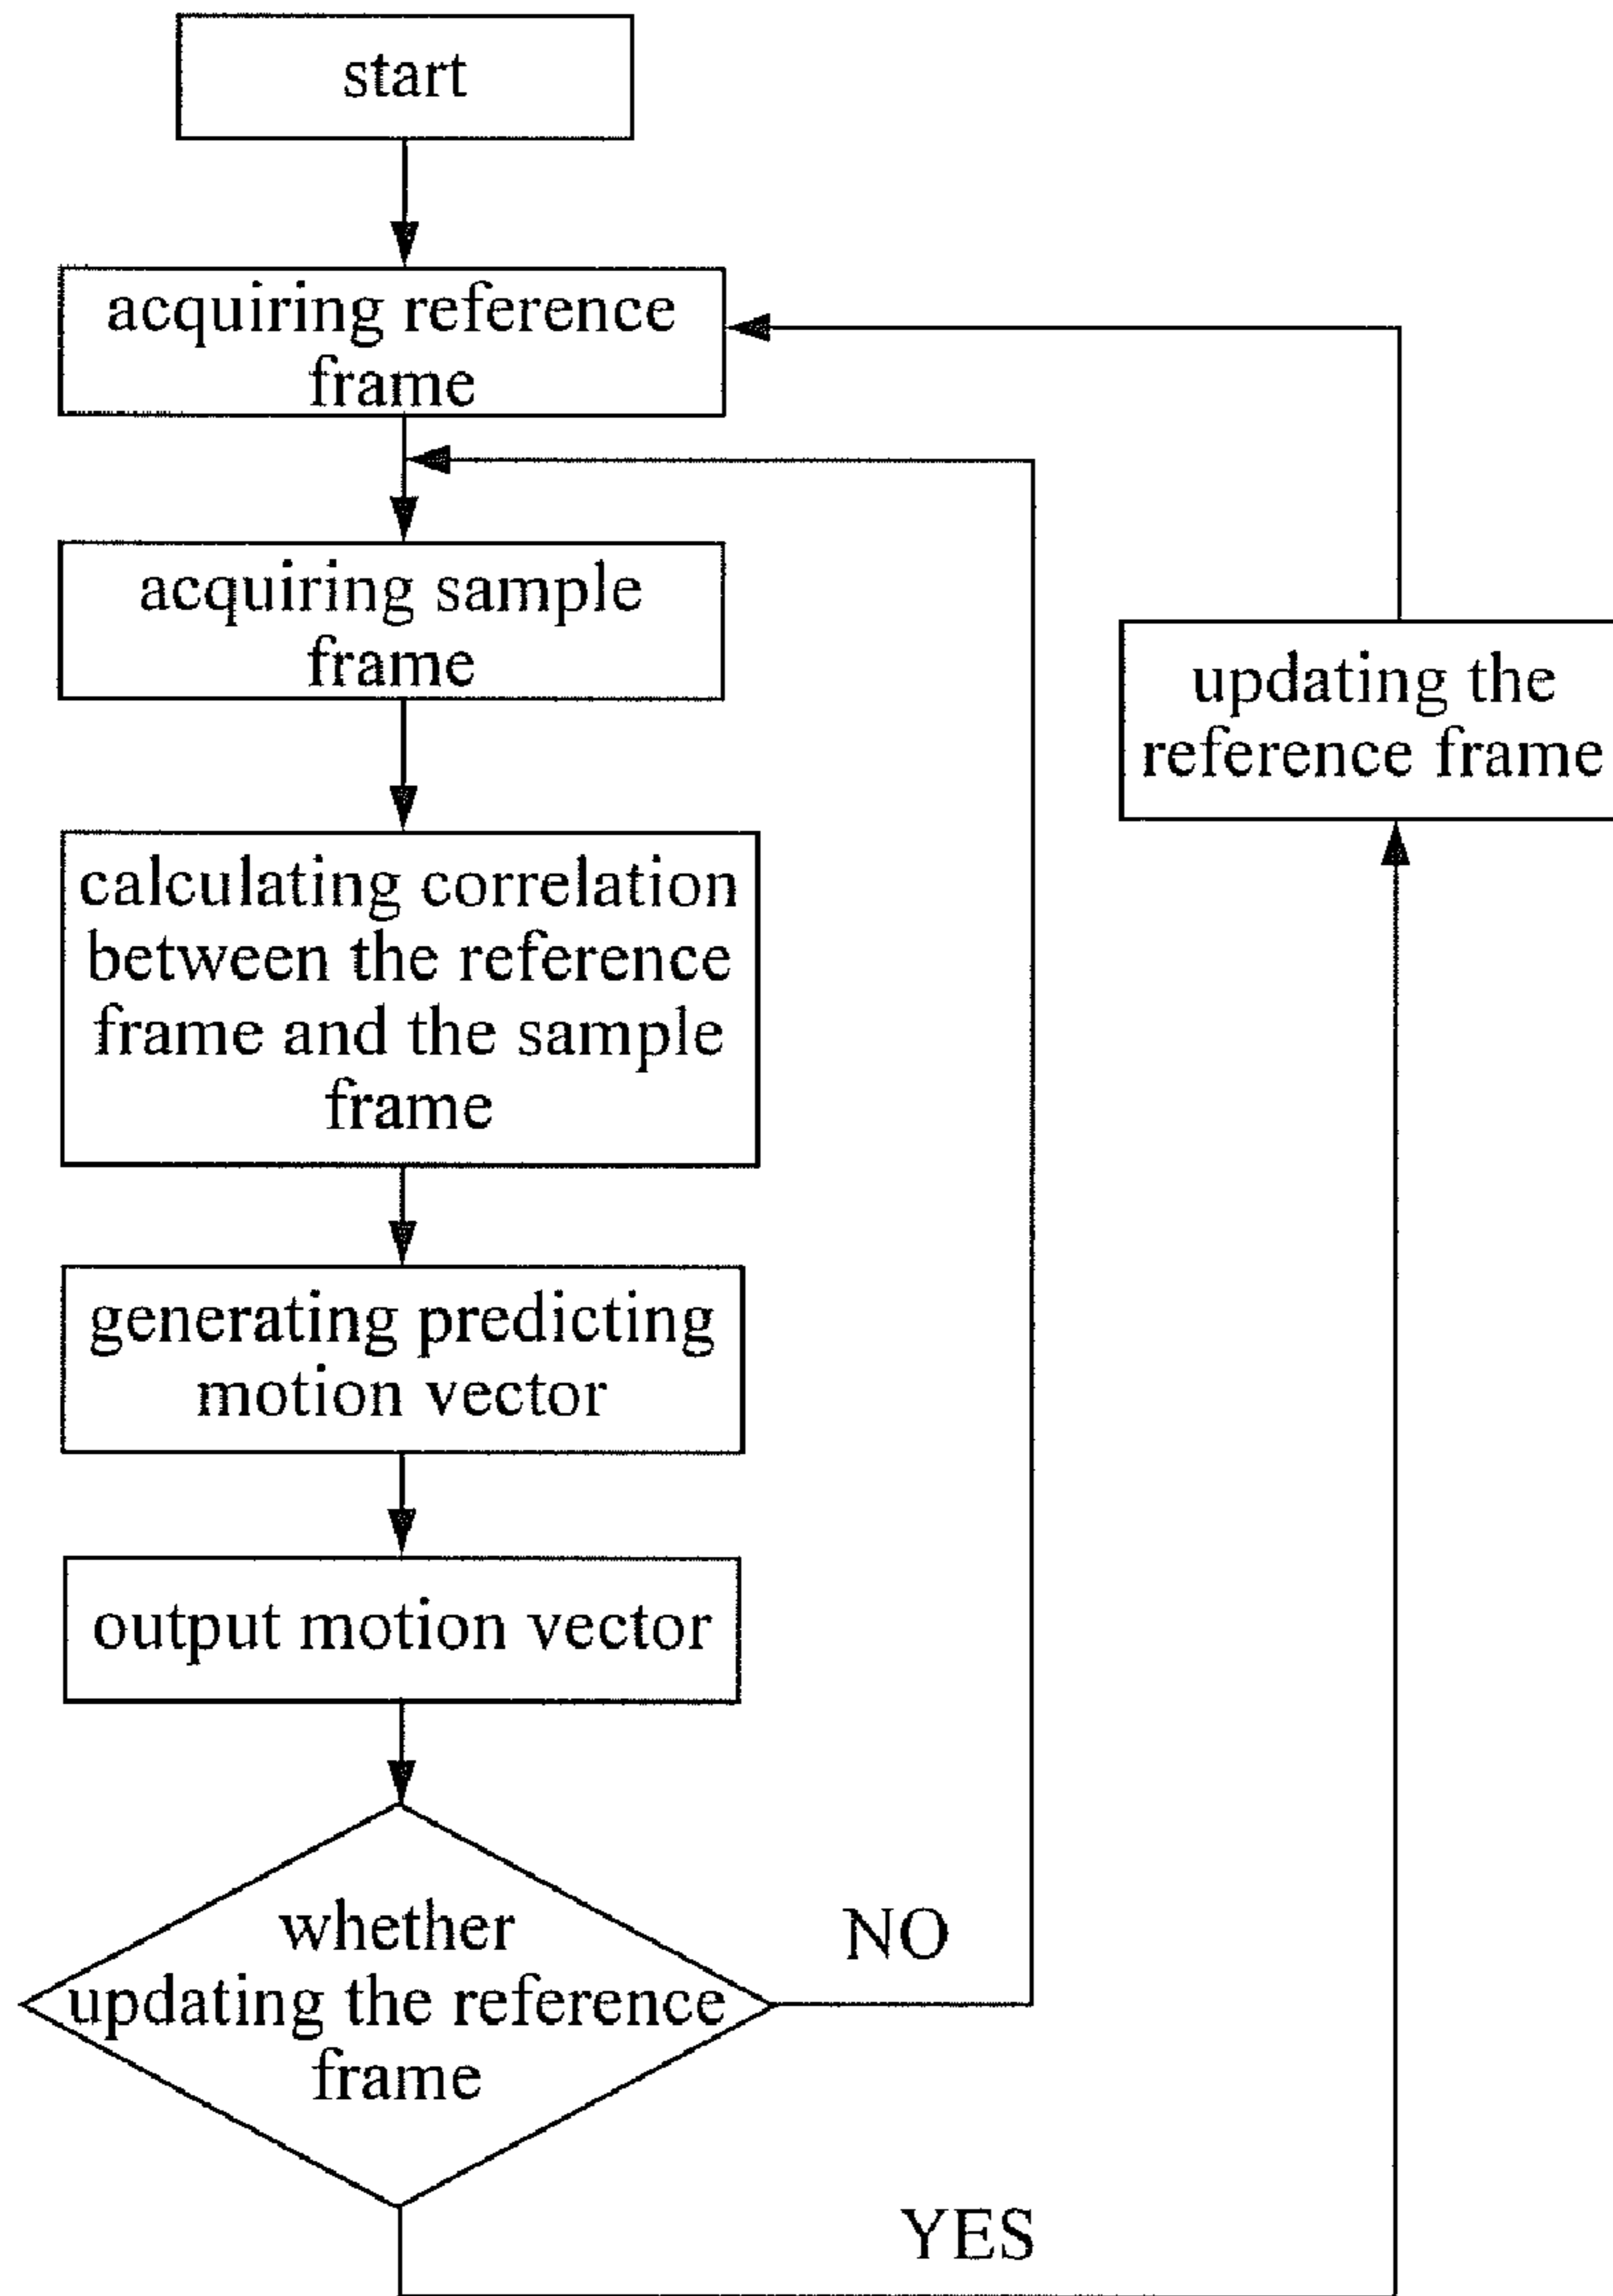 start
acquiring reference
frame
acquiring sample
frame
updating the
reference frame
calculating correlation
between the reference
frame and the sample
frame
generating predicting
motion vector
output motion vector
whether
updating the reference
frame
NO
YES